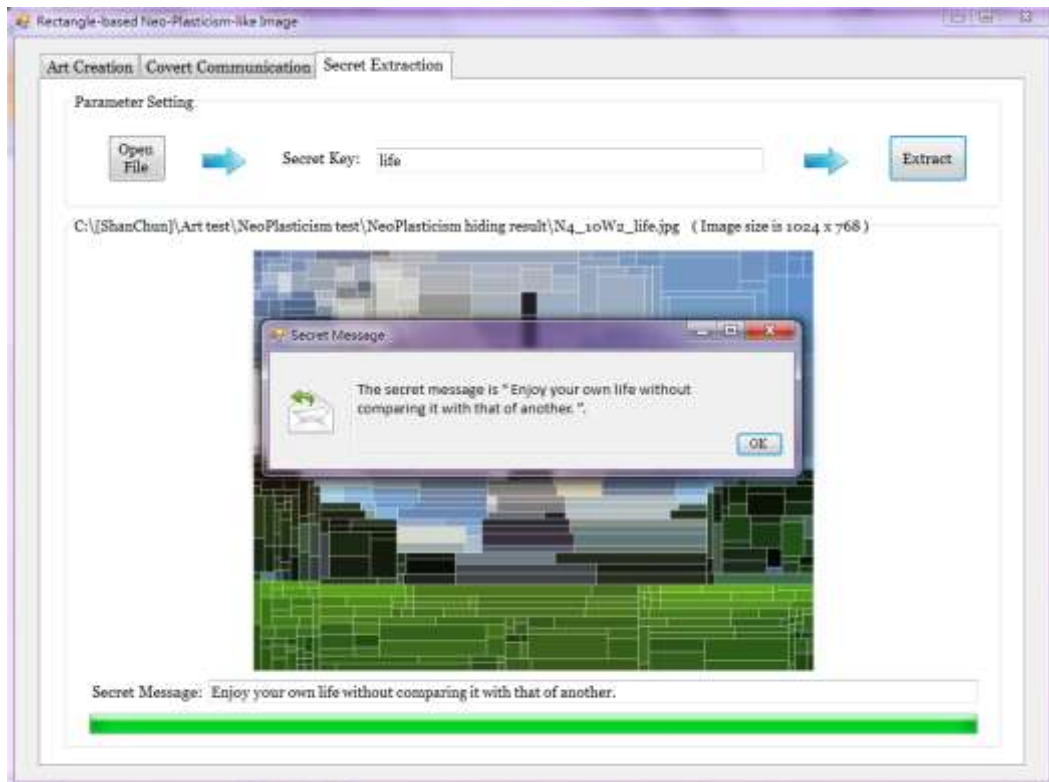 Rectangle-based Neo-Plasticism-like Image
Art Creation Covert Communication Secret Extraction
Parameter Setting
Open
File
Secret Key: life
Extract
C:\[ShanChun]\Art test\NeoPlasticism test\NeoPlasticism hiding result\N4_10W2_life.jpg ( Image size is 1024 x 768 )
Secret Message
The secret message is " Enjoy your own life without
comparing it with that of another. ".
OK
Secret Message: Enjoy your own life without comparing it with that of another.